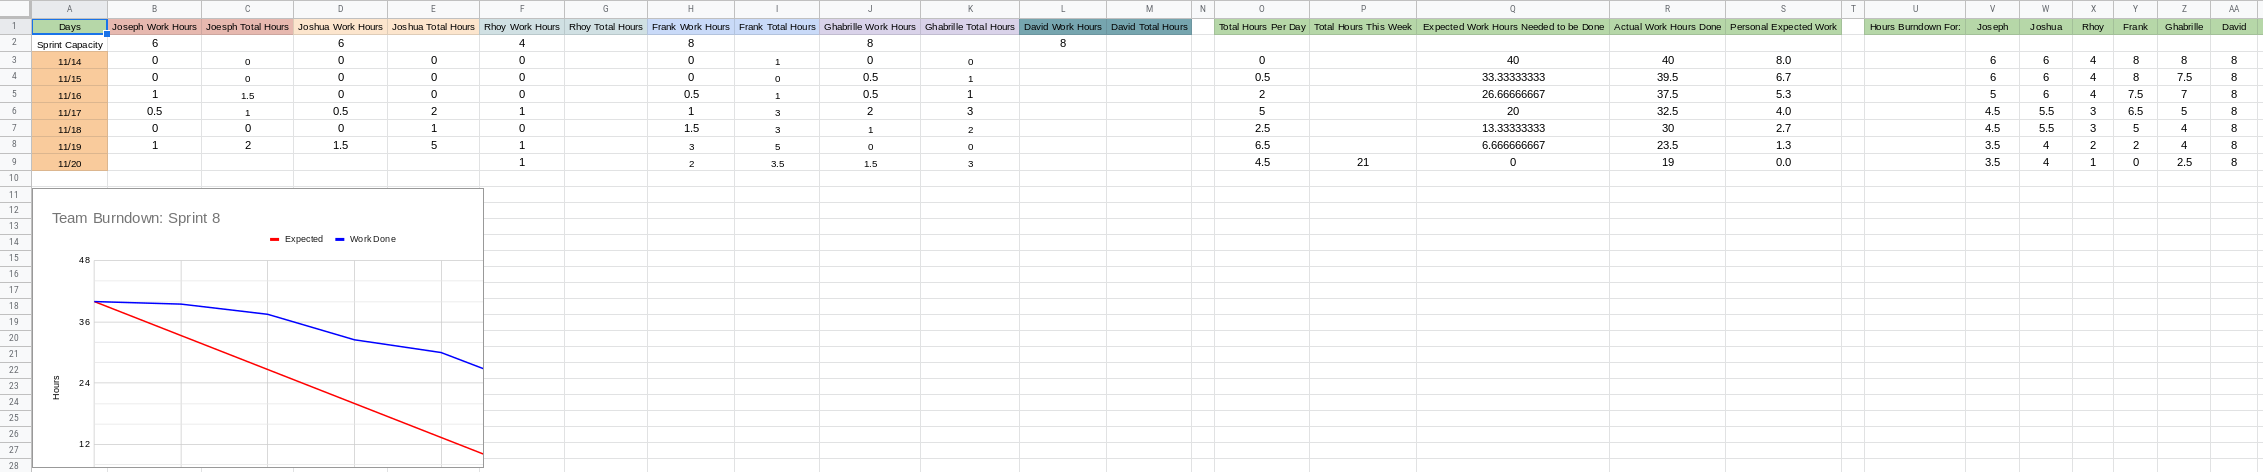 A B C D E F G H I J K L M N O P Q R S T U V W X Y Z AA
1 Days Joseph Work Hours Joesph Total Hours Joshua Work Hours Joshua Total Hours Rhoy Work Hours Rhoy Total Hours Frank Work Hours Frank Total Hours Ghabrille Work Hours Ghabrille Total Hours David Work Hours David Total Hours Total Hours Per Day Total Hours This Week Expected Work Hours Needed to be Done Actual Work Hours Done Personal Expected Work Hours Burndown For: Joseph Joshua Rhoy Frank Ghabrille David
2 Sprint Capacity 6 6 4 8 8 8
3 11/14 0 0 0 0 0 0 1 0 0 0 40 40 8.0 6 6 4 8 8 8
4 11/15 0 0 0 0 0 0 0 0.5 1 0.5 33.33333333 39.5 6.7 6 6 4 8 7.5 8
5 11/16 1 1.5 0 0 0 0.5 1 0.5 1 2 26.66666667 37.5 5.3 5 6 4 7.5 7 8
6 11/17 0.5 1 0.5 2 1 1 3 2 3 5 20 32.5 4.0 4.5 5.5 3 6.5 5 8
7 11/18 0 0 0 1 0 1.5 3 1 2 2.5 13.33333333 30 2.7 4.5 5.5 3 5 4 8
8 11/19 1 2 1.5 5 1 3 5 0 0 6.5 6.666666667 23.5 1.3 3.5 4 2 2 4 8
9 11/20 1 2 3.5 1.5 3 4.5 21 0 19 0.0 3.5 4 1 0 2.5 8
10
11
12
13
14
15
16
17
18
19
20
21
22
23
24
25
26
27
28
Team Burndown: Sprint 8
Expected Work Done
48
36
24
12
Hours